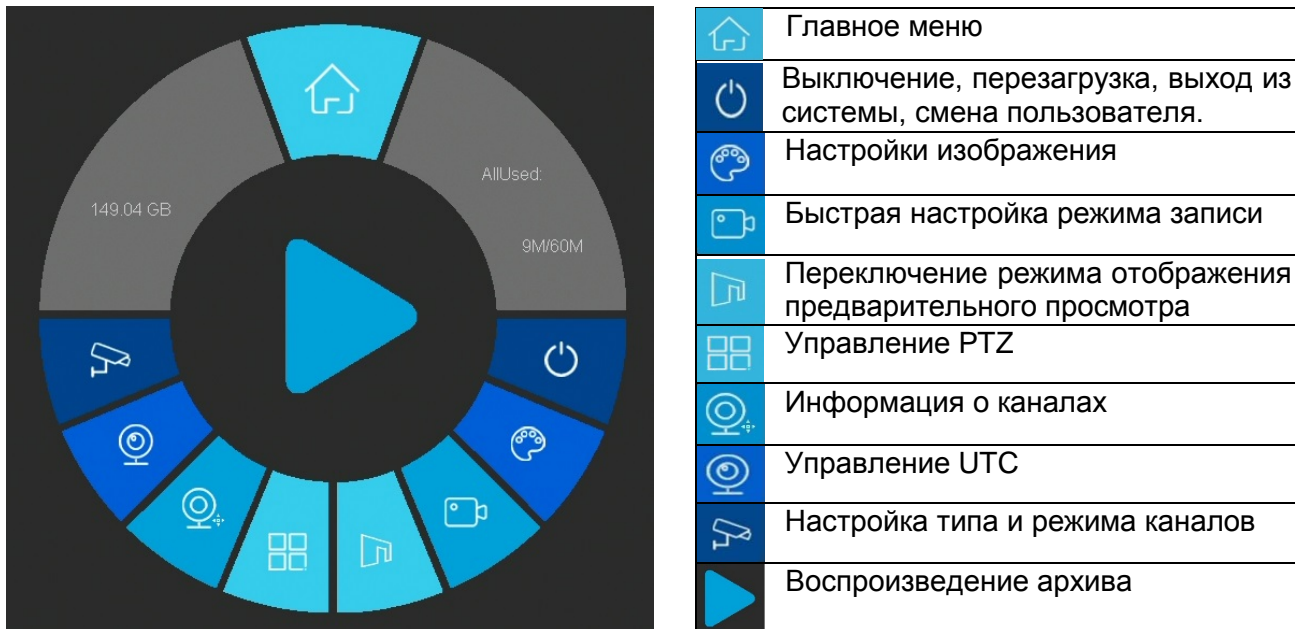 149.04 GB
AllUsed:
9M/60M
Главное меню
Выключение, перезагрузка, выход из
системы, смена пользователя.
Настройки изображения
Быстрая настройка режима записи
Переключение режима отображения
предварительного просмотра
Управление PTZ
Информация о каналах
Управление UTC
Настройка типа и режима каналов
Воспроизведение архива